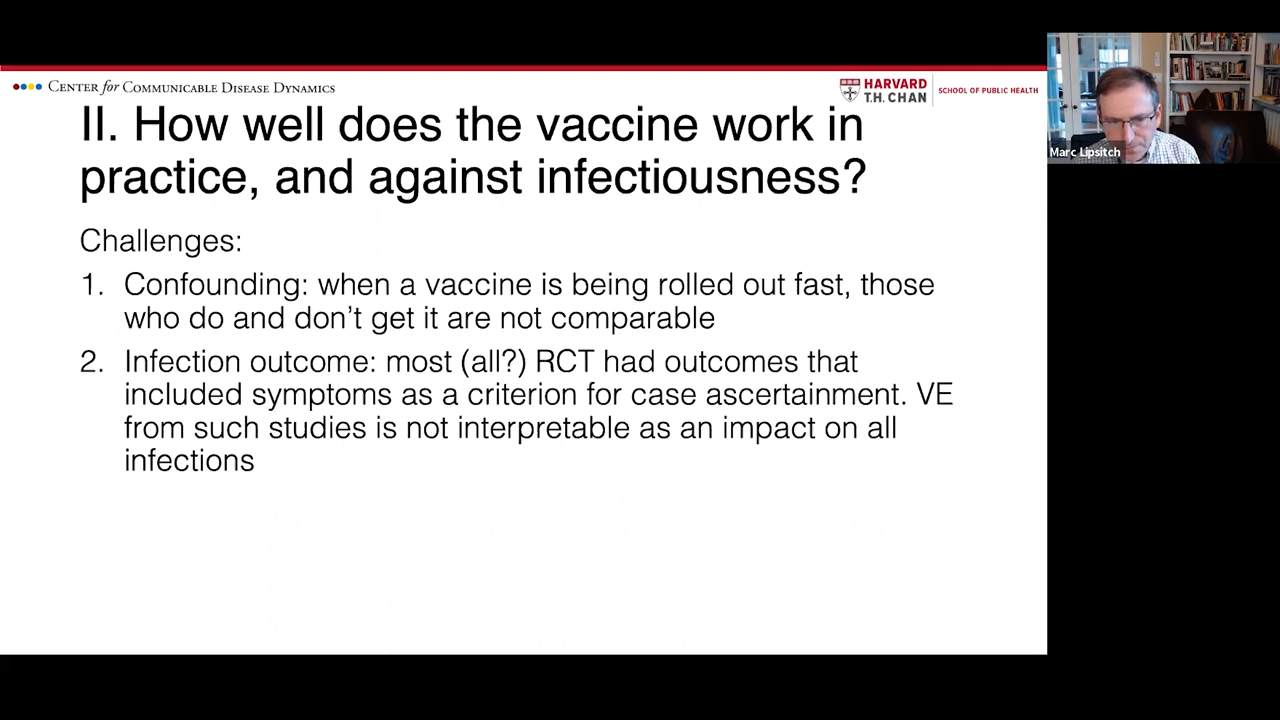 CENTER for COMMUNICABLE DISEASE DYNAMICS
HARVARD
T.H. CHAN
SCHOOL OF PUBLIC HEALTH
II. How well does the vaccine work in
practice, and against infectiousness?
Challenges:
1. Confounding: when a vaccine is being rolled out fast, those
who do and don't get it are not comparable
2. Infection outcome: most (all?) RCT had outcomes that
included symptoms as a criterion for case ascertainment. VE
from such studies is not interpretable as an impact on all
infections
Marc Lipsitch